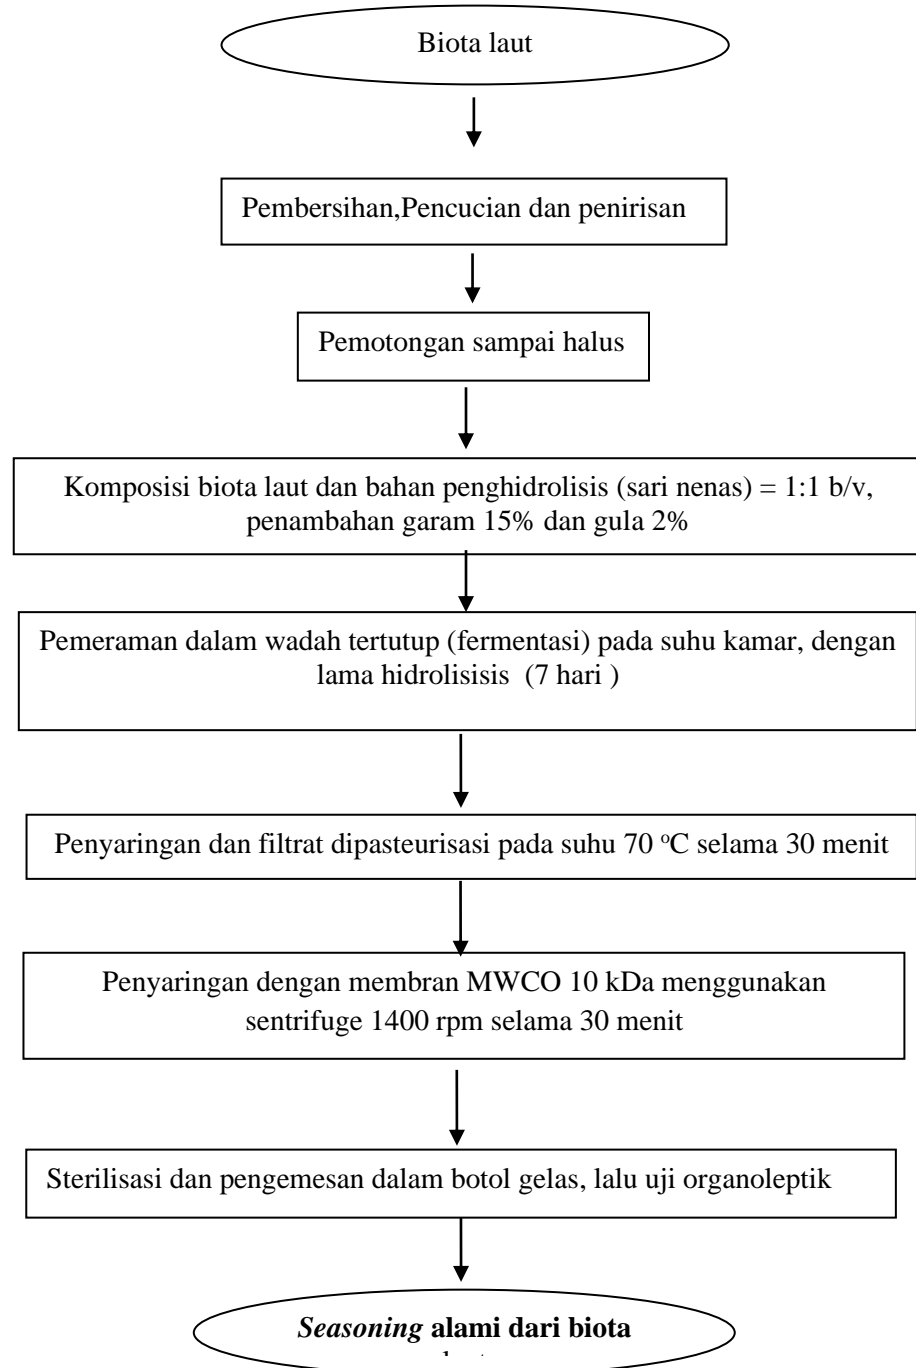 Biota laut
Pembersihan,Pencucian dan penirisan
Pemotongan sampai halus
Komposisi biota laut dan bahan penghidrolisis (sari nenas) = 1:1 b/v,
penambahan garam 15% dan gula 2%
Pemeraman dalam wadah tertutup (fermentasi) pada suhu kamar, dengan
lama hidrolisisis (7 hari )
Penyaringan dan filtrat dipasteurisasi pada suhu 70 °C selama 30 menit
Penyaringan dengan membran MWCO 10 kDa menggunakan
sentrifuge 1400 rpm selama 30 menit
Sterilisasi dan pengemesan dalam botol gelas, lalu uji organoleptik
Seasoning alami dari biota